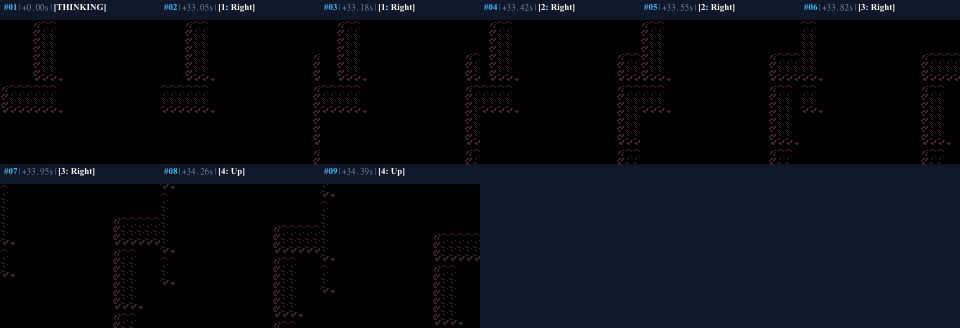 #01 | +0.00s | [THINKING]
#02 | +33.05s | [1: Right]
#03 | +33.18s | [1: Right]
#04 | +33.42s | [2: Right]
#05 | +33.55s | [2: Right]
#06 | +33.82s | [3: Right]
#07 | +33.95s | [3: Right]
#08 | +34.26s | [4: Up]
#09 | +34.39s | [4: Up]